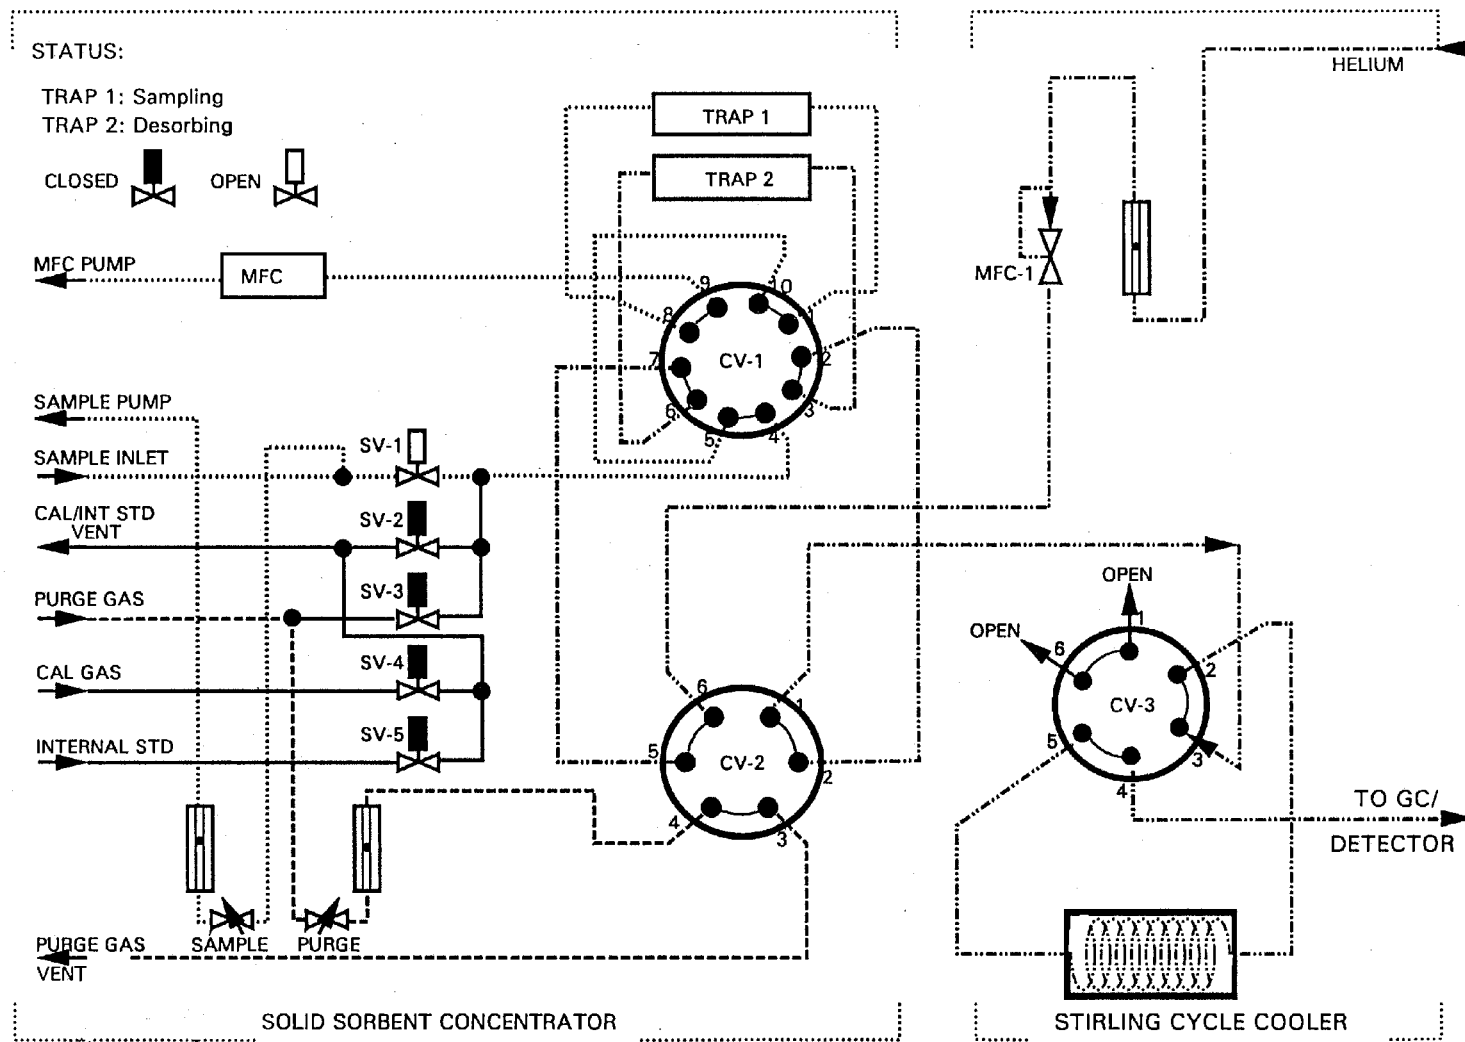 STATUS:
TRAP 1: Sampling
TRAP 2: Desorbing
CLOSED
OPEN
HELIUM
TRAP 1
TRAP 2
MFC PUMP
MFC
MFC-1
9
10
8
1
7
CV-1
2
6
3
5
4
SAMPLE PUMP
SV-1
SAMPLE INLET
CAL/INT STD
VENT
SV-2
PURGE GAS
SV-3
CAL GAS
SV-4
INTERNAL STD
SV-5
6
1
5
CV-2
2
4
3
OPEN
OPEN
1
6
2
CV-3
5
3
4
TO GC/
DETECTOR
PURGE GAS
VENT
SAMPLE
PURGE
SOLID SORBENT CONCENTRATOR
STIRLING CYCLE COOLER